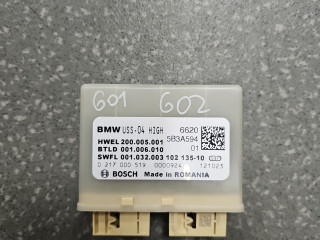 G01 G02
BMW USS-04 HIGH 6620
5B3A594
HWEL 200.005.001 01
BTLD 001.006.010
SWFL 001.032.003 102 135-10
0 217 000 519 0000924 121023
BOSCH Made in ROMANIA